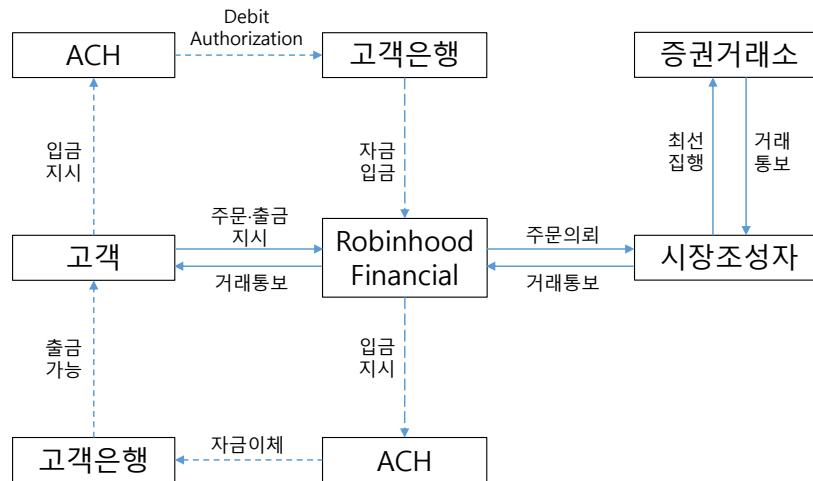 Debit
Authorization
ACH
고객은행
증권거래소
입금
지시
자금
입금
최선
집행
거래
통보
주문·출금
지시
주문의뢰
고객
Robinhood
Financial
시장조성자
거래통보
거래통보
출금
가능
입금
지시
자금이체
고객은행
ACH